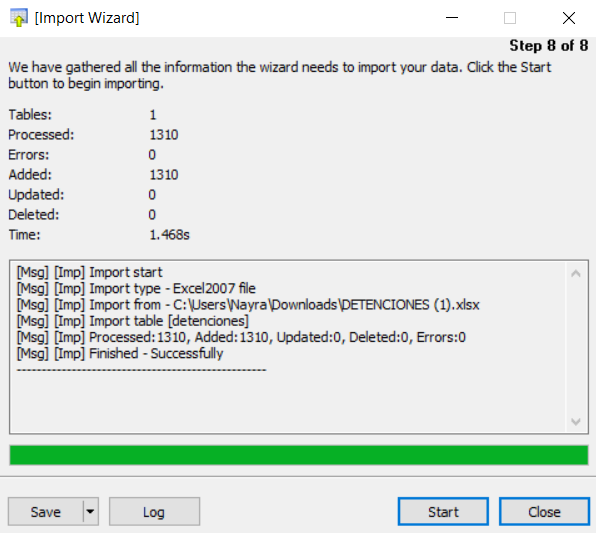 [Import Wizard]
Step 8 of 8
We have gathered all the information the wizard needs to import your data. Click the Start
button to begin importing.
Tables: 1
Processed: 1310
Errors: 0
Added: 1310
Updated: 0
Deleted: 0
Time: 1.468s
[Msg] [Imp] Import start
[Msg] [Imp] Import type - Excel2007 file
[Msg] [Imp] Import from - C:\Users\Nayra\Downloads\DETENCIONES (1).xlsx
[Msg] [Imp] Import table [detenciones]
[Msg] [Imp] Processed:1310, Added:1310, Updated:0, Deleted:0, Errors:0
[Msg] [Imp] Finished - Successfully
--------------------------------------------------
Save Log Start Close